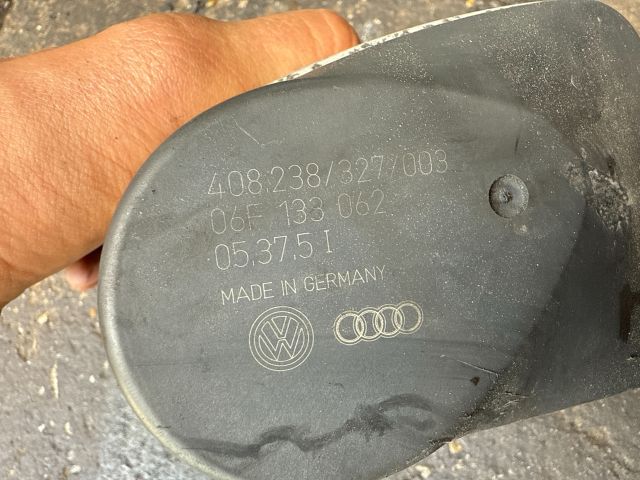 408.238/327/003
06F 133 062
05.37.5 I
MADE IN GERMANY